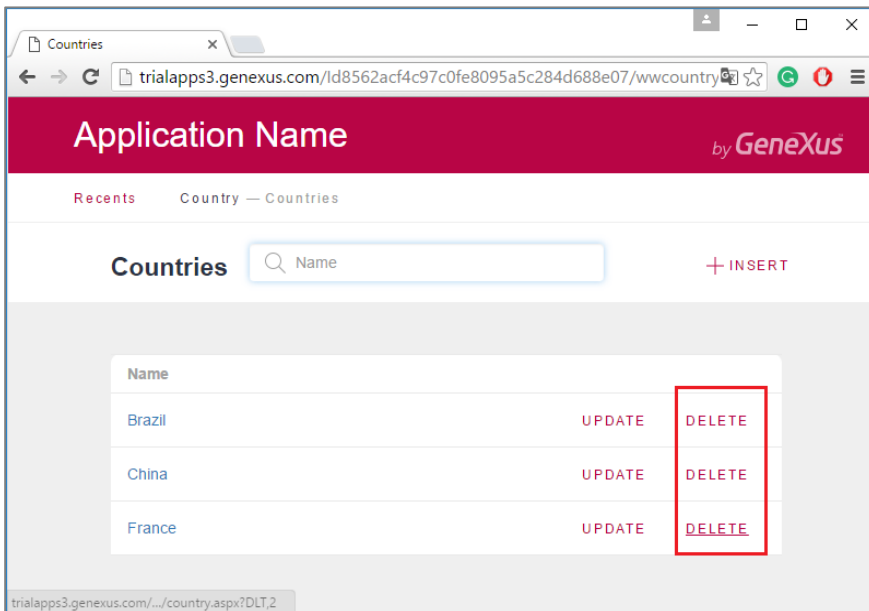 Countries
trialapps3.genexus.com/Id8562acf4c97c0fe8095a5c284d688e07/wwcountry
Application Name
by GeneXus
Recents Country — Countries
Countries Name + INSERT
Name
Brazil UPDATE DELETE
China UPDATE DELETE
France UPDATE DELETE
trialapps3.genexus.com/.../country.aspx?DLT,2